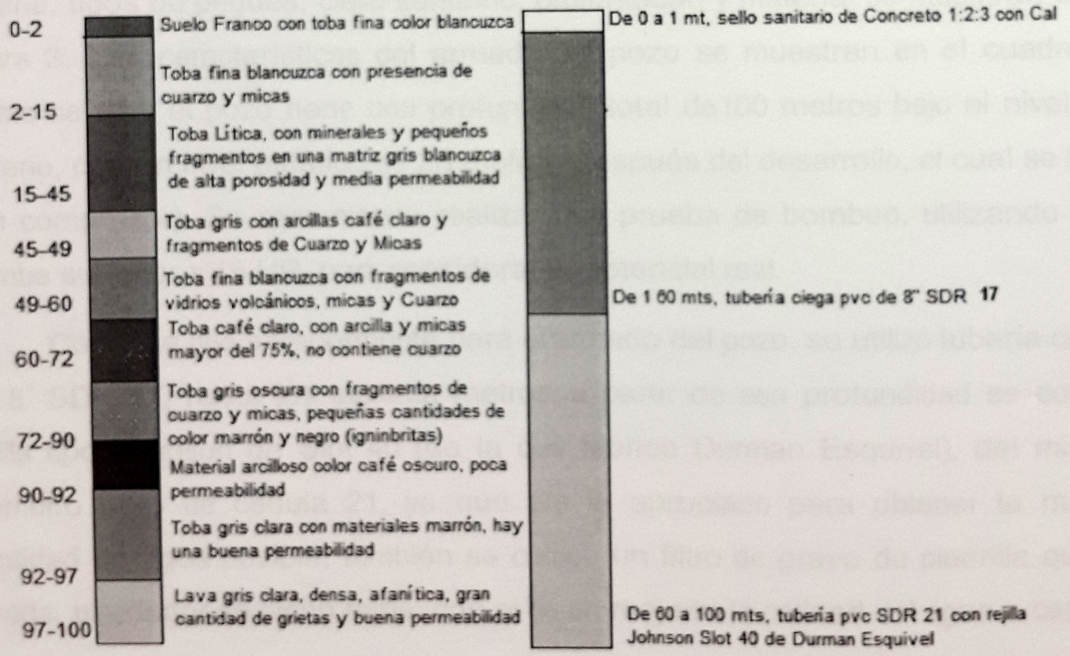 0-2
Suelo Franco con toba fina color blancuzca
2-15
Toba fina blancuzca con presencia de
cuarzo y micas
15-45
Toba Lítica, con minerales y pequeños
fragmentos en una matriz gris blancuzca
de alta porosidad y media permeabilidad
45-49
Toba gris con arcillas café claro y
fragmentos de Cuarzo y Micas
49-60
Toba fina blancuzca con fragmentos de
vidrios volcánicos, micas y Cuarzo
60-72
Toba café claro, con arcilla y micas
mayor del 75%, no contiene cuarzo
72-90
Toba gris oscura con fragmentos de
cuarzo y micas, pequeñas cantidades de
color marrón y negro (igninbritas)
90-92
Material arcilloso color café oscuro, poca
permeabilidad
92-97
Toba gris clara con materiales marrón, hay
una buena permeabilidad
97-100
Lava gris clara, densa, afanítica, gran
cantidad de grietas y buena permeabilidad
De 0 a 1 mt, sello sanitario de Concreto 1:2:3 con Cal
De 1 60 mts, tubería ciega pvc de 8" SDR 17
De 60 a 100 mts, tubería pvc SDR 21 con rejilla
Johnson Slot 40 de Durman Esquivel